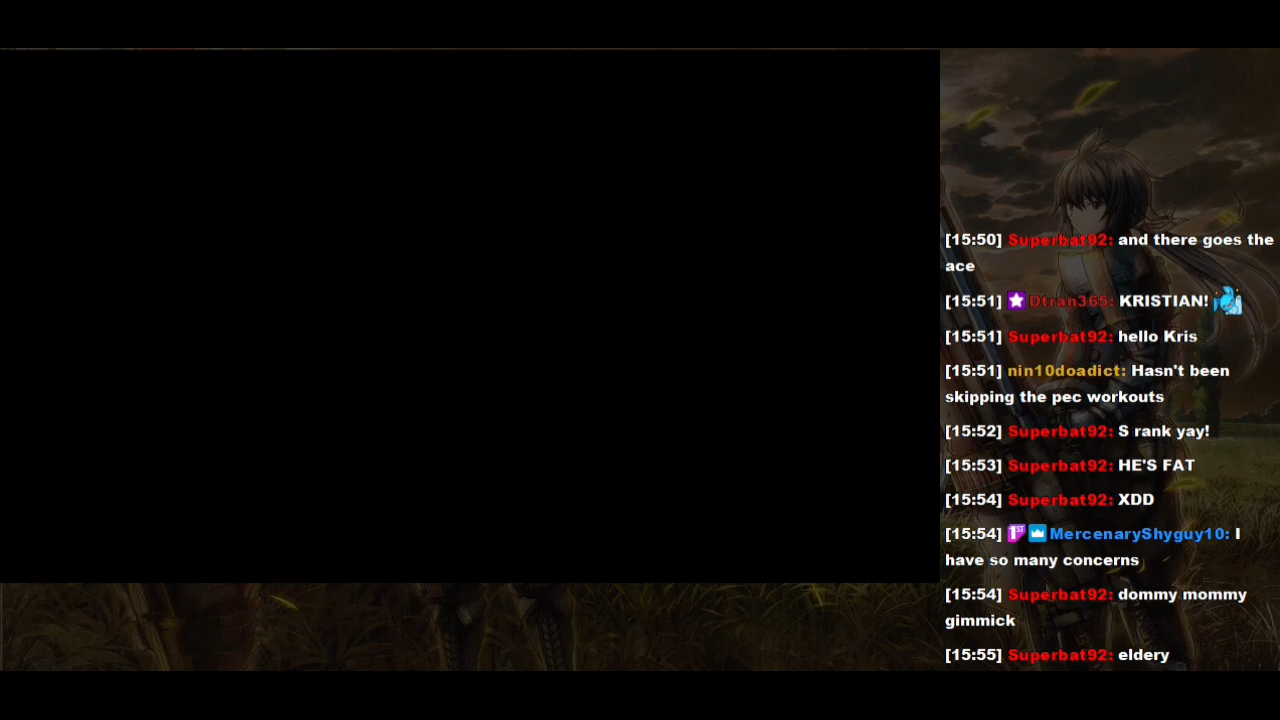 [15:50] Superbat92: and there goes the
ace
[15:51] Dtran365: KRISTIAN!
[15:51] Superbat92: hello Kris
[15:51] nin10doadict: Hasn't been
skipping the pec workouts
[15:52] Superbat92: S rank yay!
[15:53] Superbat92: HE'S FAT
[15:54] Superbat92: XDD
[15:54] 1ST MercenaryShyguy10: I
have so many concerns
[15:54] Superbat92: dommy mommy
gimmick
[15:55] Superbat92: eldery